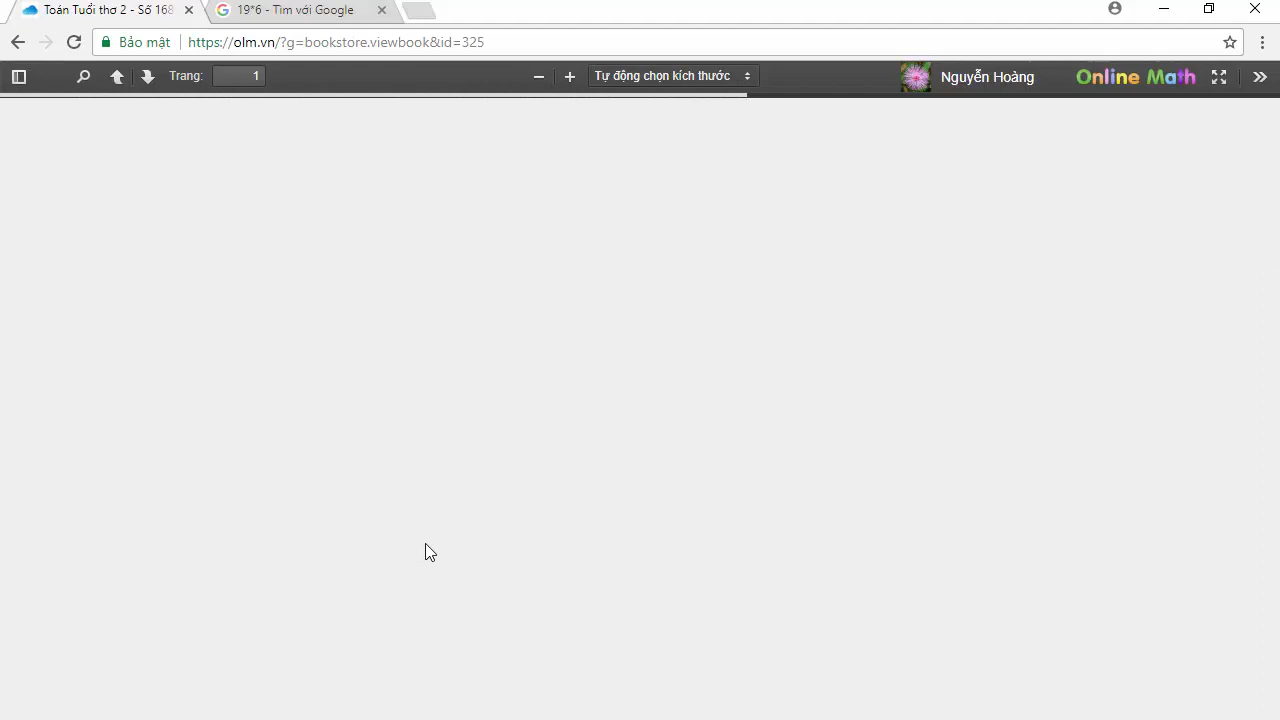 Toán Tuổi thơ 2 - Số 168
19*6 - Tìm với Google
Bảo mật
https://olm.vn/?g=bookstore.viewbook&id=325
Trang: 1
Tự động chọn kích thước
Nguyễn Hoàng
Online Math